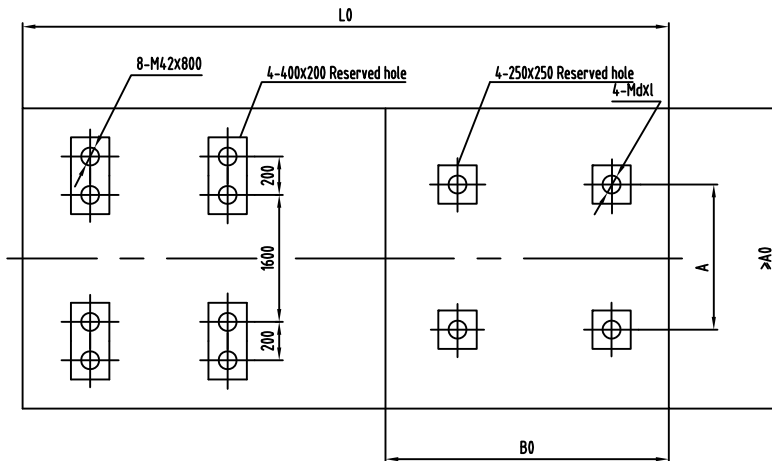 L0
8-M42X800
4-400X200 Reserved hole
4-250X250 Reserved hole
4-MdXl
200
1600
200
A
≥A0
B0